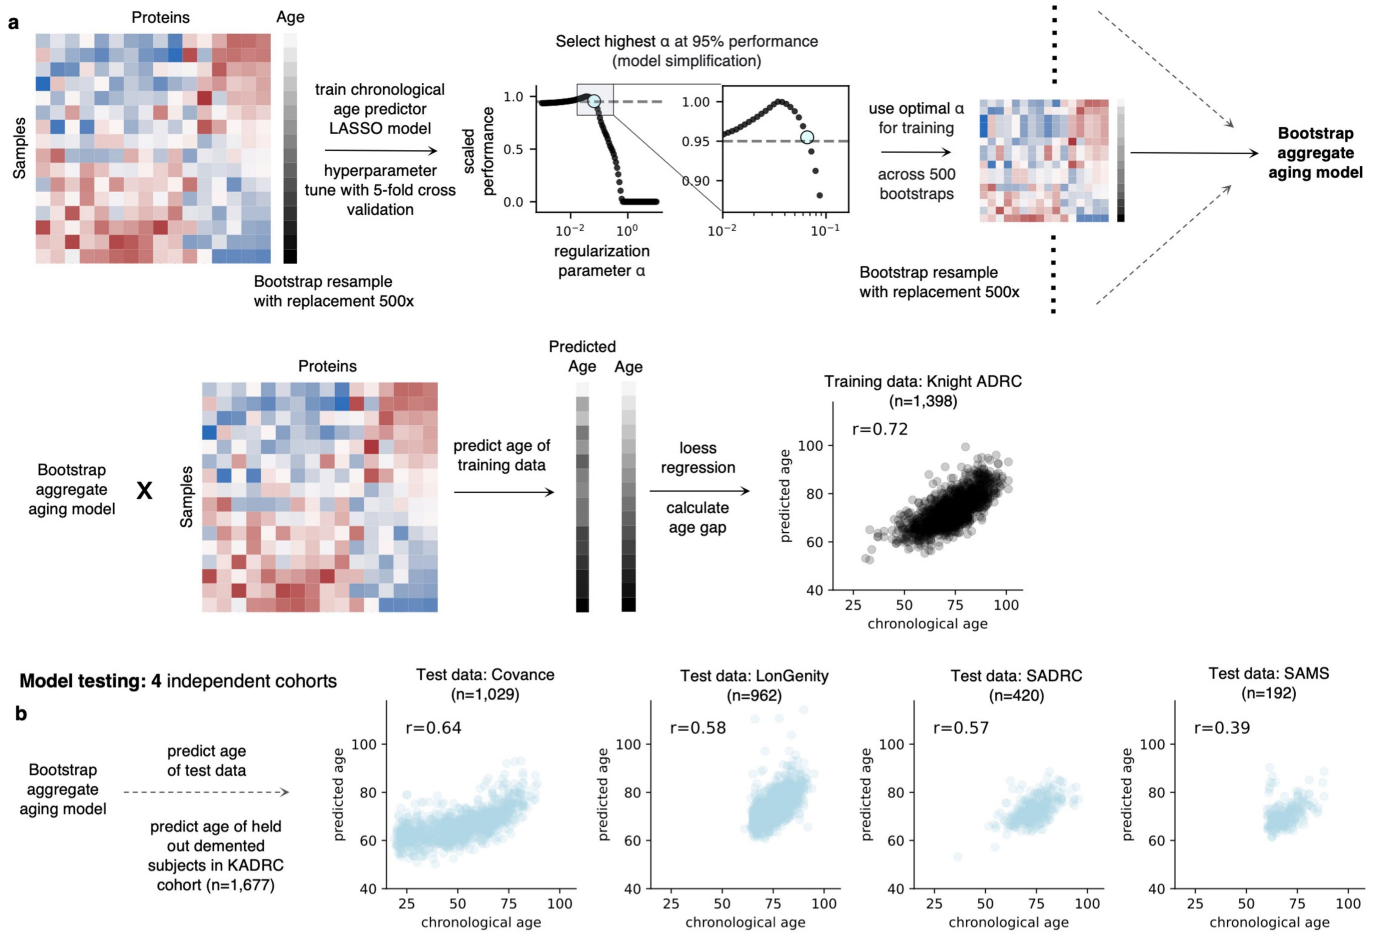 a
Proteins
Age
Samples
train chronological
age predictor
LASSO model
hyperparameter
tune with 5-fold cross
validation
Bootstrap resample
with replacement 500x
Select highest α at 95% performance
(model simplification)
scaled
performance
1.0
0.5
0.0
10⁻²
10⁰
regularization
parameter α
1.00
0.95
0.90
10⁻²
10⁻¹
use optimal α
for training
across 500
bootstraps
Bootstrap resample
with replacement 500x
Bootstrap
aggregate
aging model
Bootstrap
aggregate
aging model
X
Proteins
Samples
predict age of
training data
Predicted
Age
Age
loess
regression
calculate
age gap
Training data: Knight ADRC
(n=1,398)
r=0.72
predicted age
100
80
60
40
25
50
75
100
chronological age
Model testing: 4 independent cohorts
b
Bootstrap
aggregate
aging model
predict age
of test data
predict age of held
out demented
subjects in KADRC
cohort (n=1,677)
Test data: Covance
(n=1,029)
r=0.64
predicted age
100
80
60
40
25
50
75
100
chronological age
Test data: LonGenity
(n=962)
r=0.58
predicted age
100
80
60
40
25
50
75
100
chronological age
Test data: SADRC
(n=420)
r=0.57
predicted age
100
80
60
40
25
50
75
100
chronological age
Test data: SAMS
(n=192)
r=0.39
predicted age
100
80
60
40
25
50
75
100
chronological age